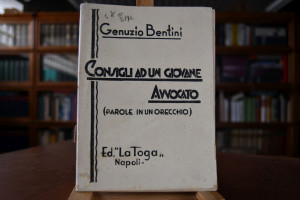 Genuzio Bentini
CONSIGLI AD UN GIOVANE
AVVOCATO
(PAROLE IN UN ORECCHIO)
Ed. "La Toga„
Napoli-